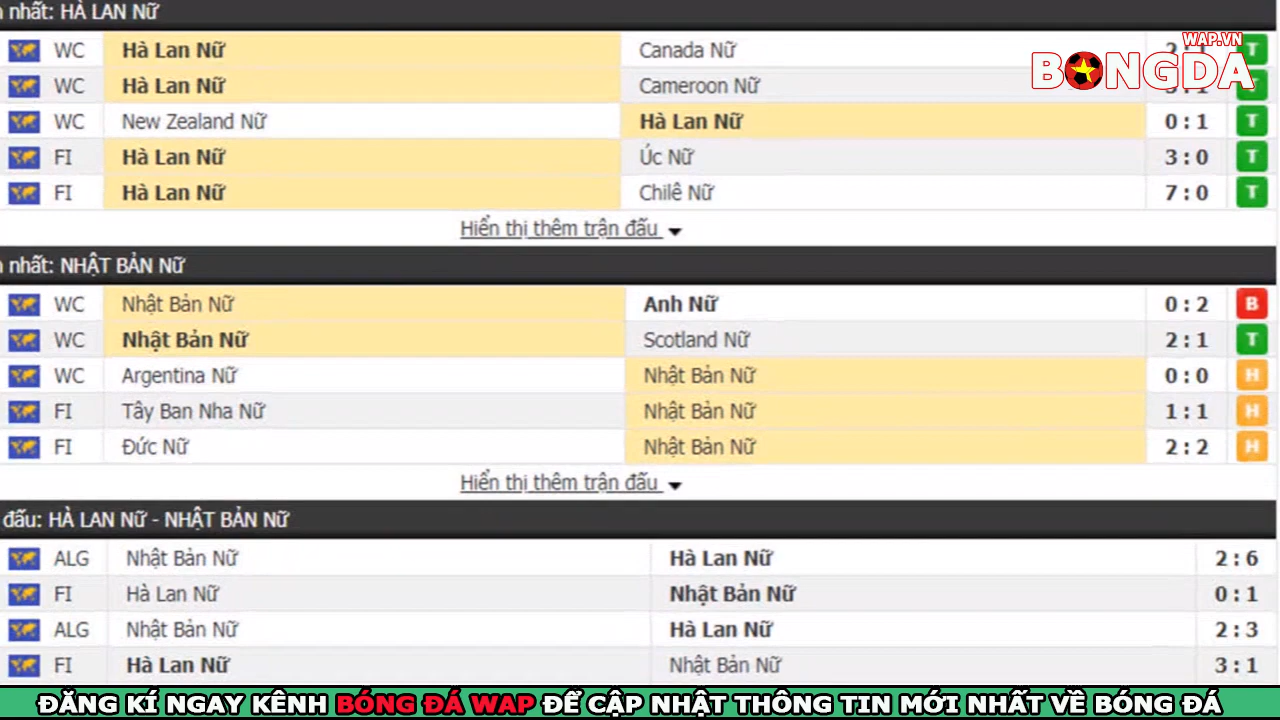 nhất: HÀ LAN Nữ
WC Hà Lan Nữ Canada Nữ T
WC Hà Lan Nữ Cameroon Nữ
WC New Zealand Nữ Hà Lan Nữ 0 : 1 T
FI Hà Lan Nữ Úc Nữ 3 : 0 T
FI Hà Lan Nữ Chilê Nữ 7 : 0 T
WAP.VN
BONGDA
Hiển thị thêm trận đấu
nhất: NHẬT BẢN Nữ
WC Nhật Bản Nữ Anh Nữ 0 : 2 B
WC Nhật Bản Nữ Scotland Nữ 2 : 1 T
WC Argentina Nữ Nhật Bản Nữ 0 : 0 H
FI Tây Ban Nha Nữ Nhật Bản Nữ 1 : 1 H
FI Đức Nữ Nhật Bản Nữ 2 : 2 H
Hiển thị thêm trận đấu
đấu: HÀ LAN Nữ - NHẬT BẢN Nữ
ALG Nhật Bản Nữ Hà Lan Nữ 2 : 6
FI Hà Lan Nữ Nhật Bản Nữ 0 : 1
ALG Nhật Bản Nữ Hà Lan Nữ 2 : 3
FI Hà Lan Nữ Nhật Bản Nữ 3 : 1
ĐĂNG KÍ NGAY KÊNH BÓNG ĐÁ WAP ĐỂ CẬP NHẬT THÔNG TIN MỚI NHẤT VỀ BÓNG ĐÁ